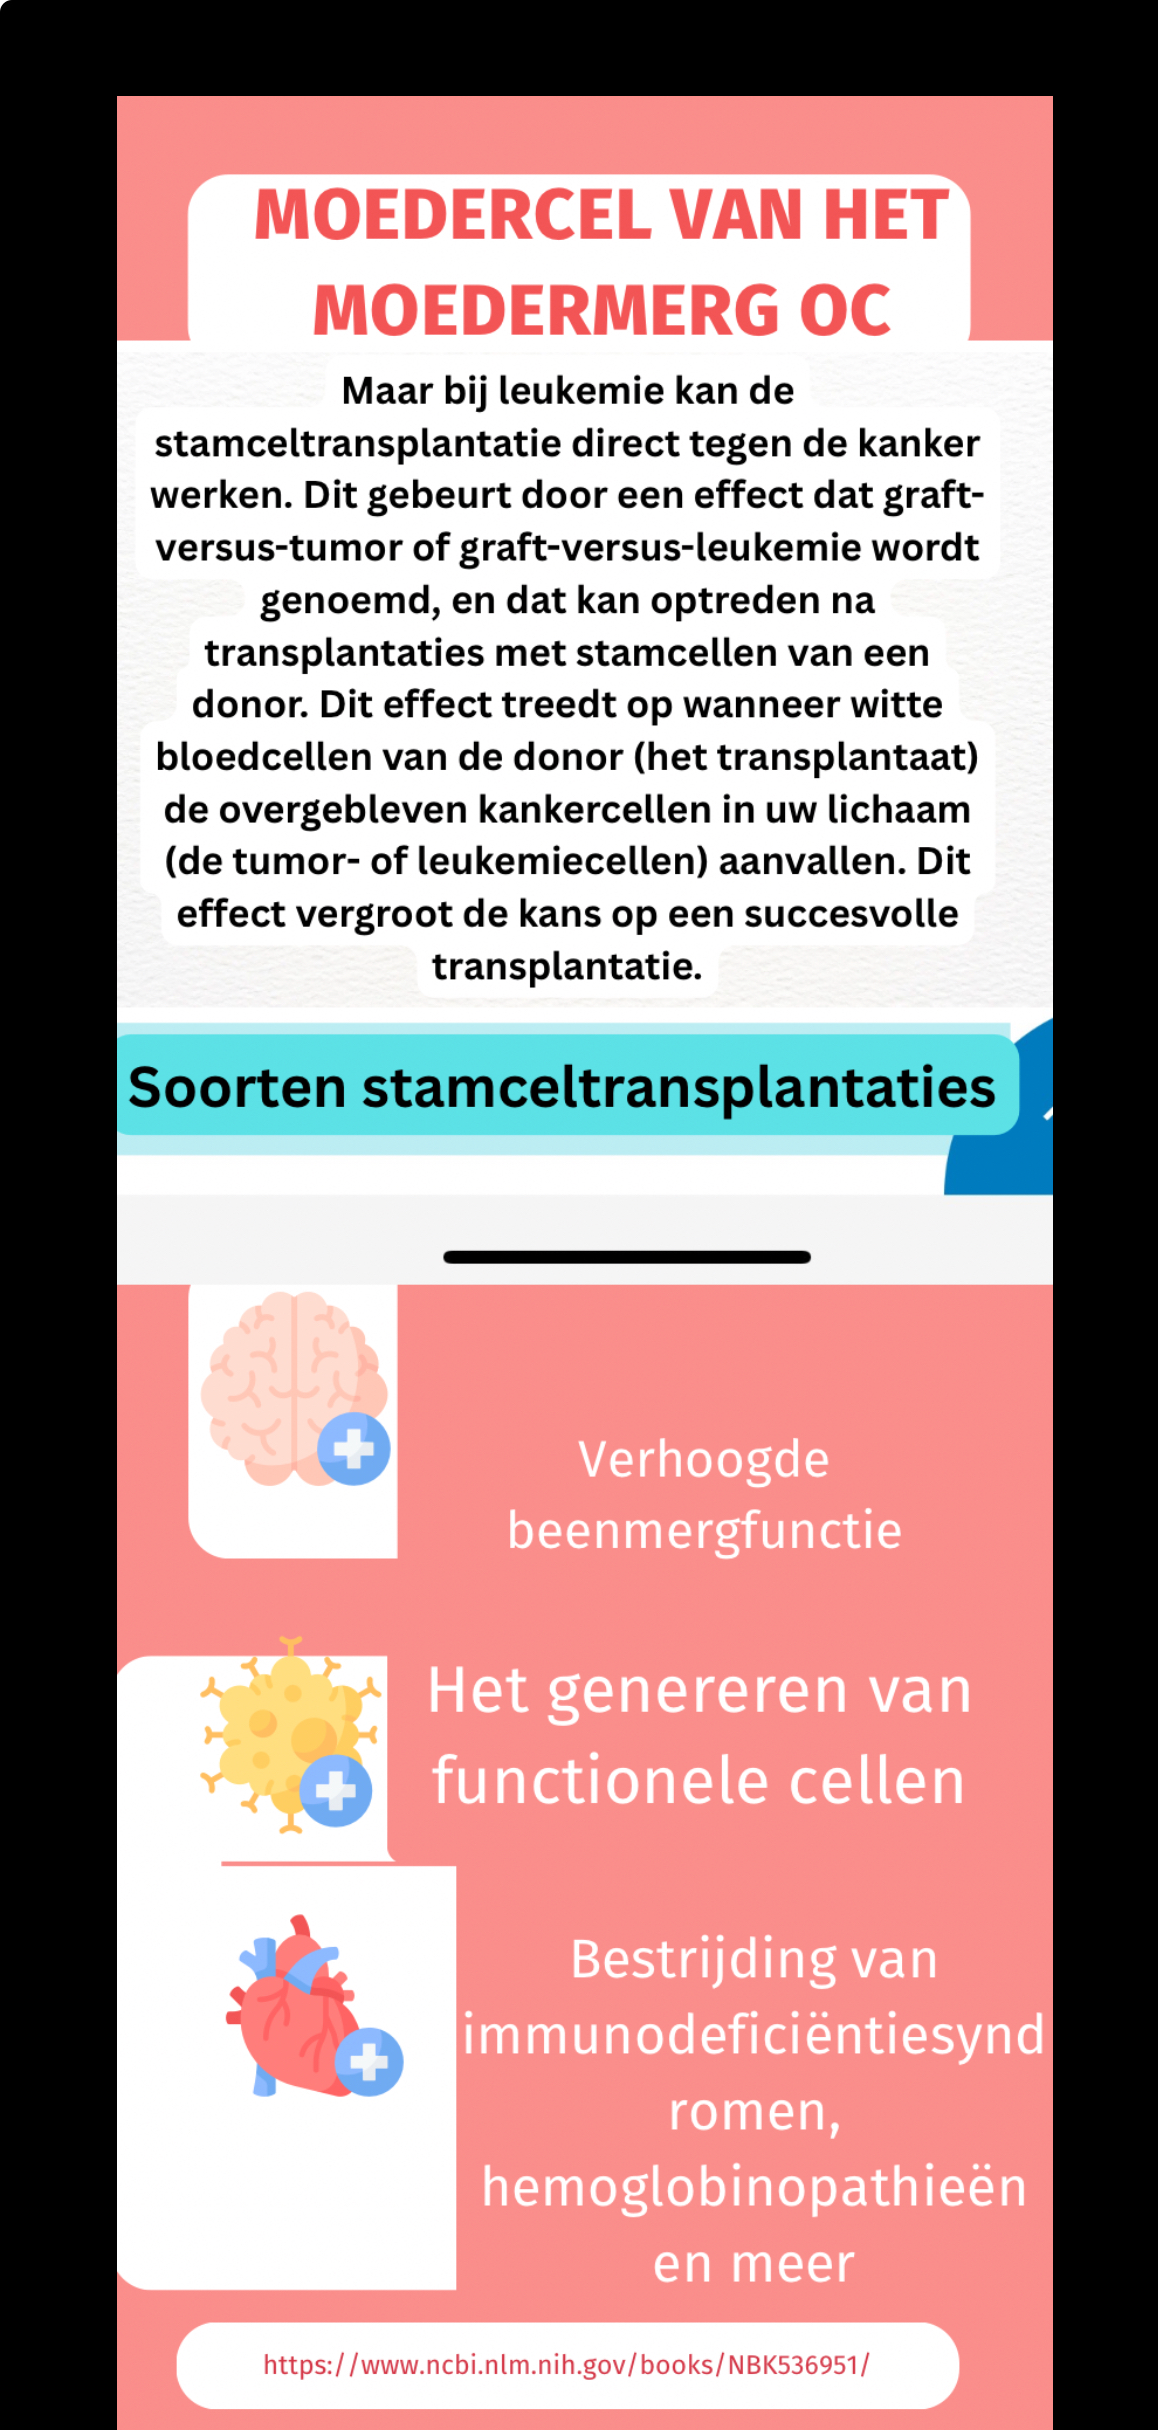 MOEDERCEL VAN HET
MOEDERMERG OC
Maar bij leukemie kan de
stamceltransplantatie direct tegen de kanker
werken. Dit gebeurt door een effect dat graft-
versus-tumor of graft-versus-leukemie wordt
genoemd, en dat kan optreden na
transplantaties met stamcellen van een
donor. Dit effect treedt op wanneer witte
bloedcellen van de donor (het transplantaat)
de overgebleven kankercellen in uw lichaam
(de tumor- of leukemiecellen) aanvallen. Dit
effect vergroot de kans op een succesvolle
transplantatie.
Soorten stamceltransplantaties
Verhoogde
beenmergfunctie
Het genereren van
functionele cellen
Bestrijding van
immunodeficiëntiesynd
romen,
hemoglobinopathieën
en meer
https://www.ncbi.nlm.nih.gov/books/NBK536951/